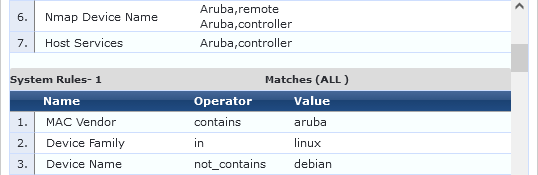 Aruba,remote
6. Nmap Device Name
Aruba,controller
7. Host Services Aruba,controller
System Rules- 1 Matches (ALL )
Name Operator Value
1. MAC Vendor contains aruba
2. Device Family in linux
3. Device Name not_contains debian